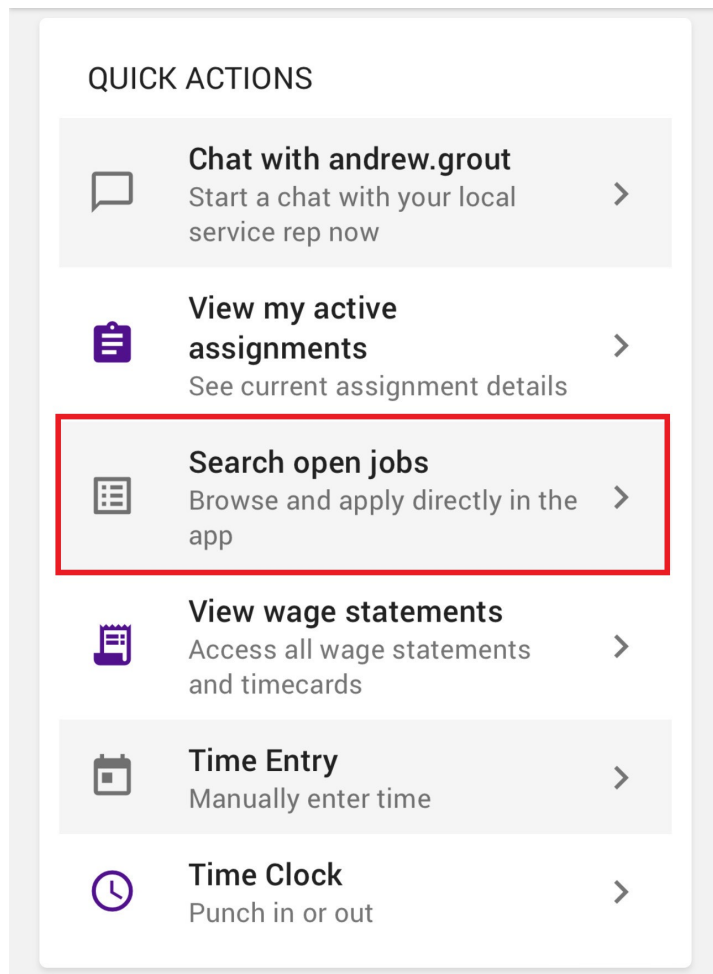 QUICK ACTIONS
Chat with andrew.grout
Start a chat with your local
service rep now
View my active
assignments
See current assignment details
Search open jobs
Browse and apply directly in the
app
View wage statements
Access all wage statements
and timecards
Time Entry
Manually enter time
Time Clock
Punch in or out